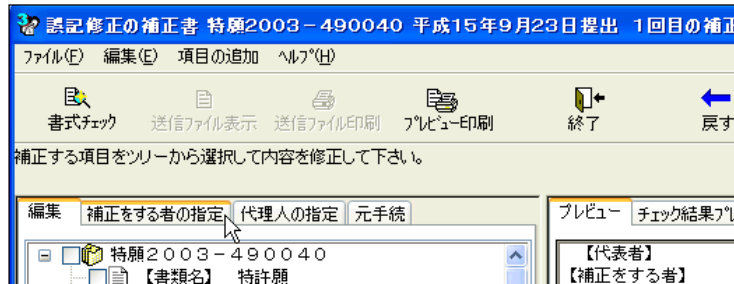 誤記修正の補正書 特願2003－490040 平成15年9月23日提出 1回目の補正
ファイル(F) 編集(E) 項目の追加 ヘルプ(H)
書式チェック 送信ファイル表示 送信ファイル印刷 プレビュー印刷 終了 戻す
補正する項目をツリーから選択して内容を修正して下さい。
編集 補正をする者の指定 代理人の指定 元手続 プレビュー チェック結果プレ
特願２００３－４９００４０ 【代表者】
【書類名】 特許願 【補正をする者】